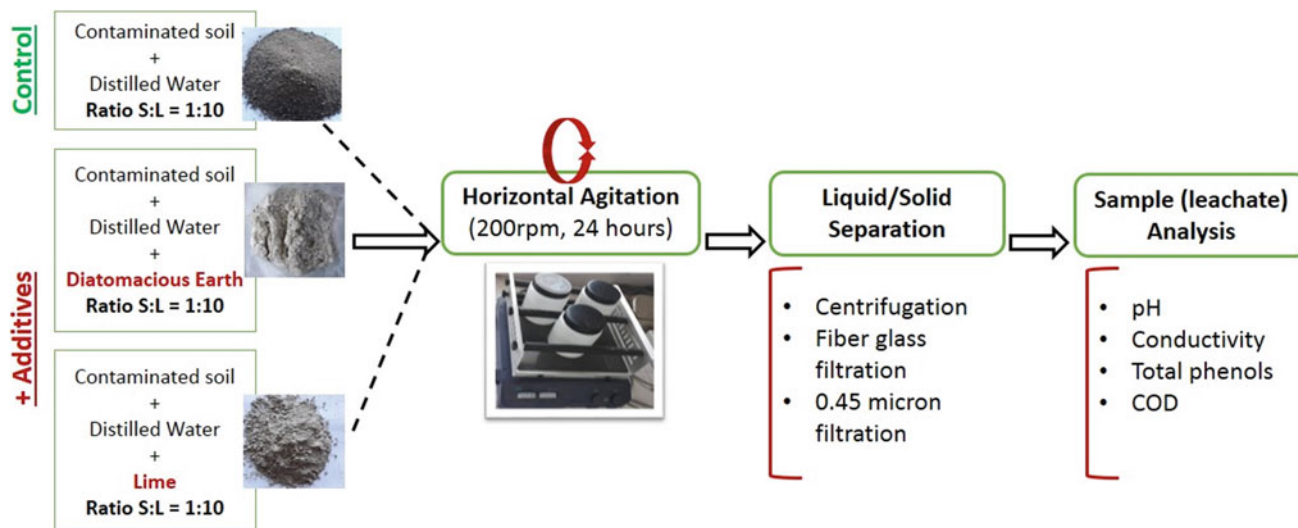 Control
Contaminated soil
+
Distilled Water
Ratio S:L = 1:10
+ Additives
Contaminated soil
+
Distilled Water
+
Diatomacious Earth
Ratio S:L = 1:10
Contaminated soil
+
Distilled Water
+
Lime
Ratio S:L = 1:10
Horizontal Agitation
(200rpm, 24 hours)
Liquid/Solid
Separation
• Centrifugation
• Fiber glass
filtration
• 0.45 micron
filtration
Sample (leachate)
Analysis
• pH
• Conductivity
• Total phenols
• COD